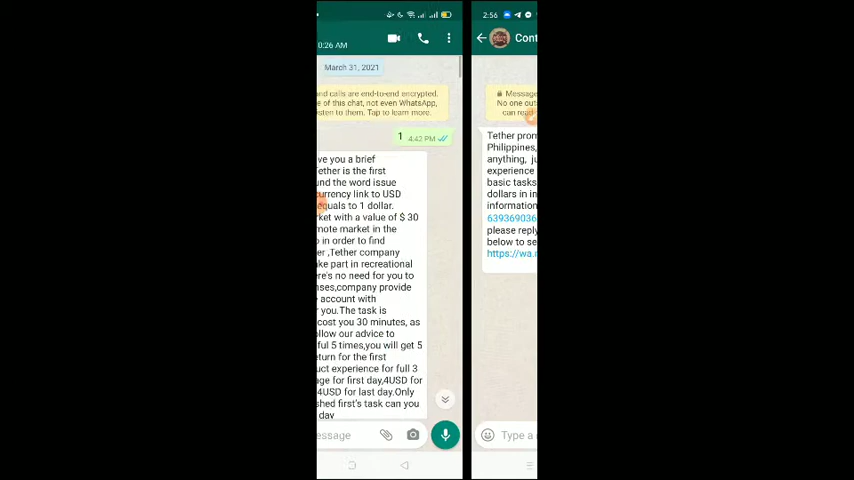 0:26 AM
March 31, 2021
and calls are end-to-end encrypted.
e of this chat, not even WhatsApp,
isten to them. Tap to learn more.
1 4:42 PM
ve you a brief
Tether is the first
und the word issue
urrency link to USD
equals to 1 dollar.
rket with a value of $ 30
mote market in the
o in order to find
er ,Tether company
ake part in recreational
ere's no need for you to
nses,company provide
e account with
r you.The task is
cost you 30 minutes, as
ollow our advice to
ful 5 times,you will get 5
eturn for the first
uct experience for full 3
age for first day,4USD for
4USD for last day.Only
shed first's task can you
day
essage
2:56
Cont
Message
No one out
can read
Tether prom
Philippines,
anything, ju
experience
basic tasks
dollars in in
information
639369036
please reply
below to se
https://wa.r
Type a